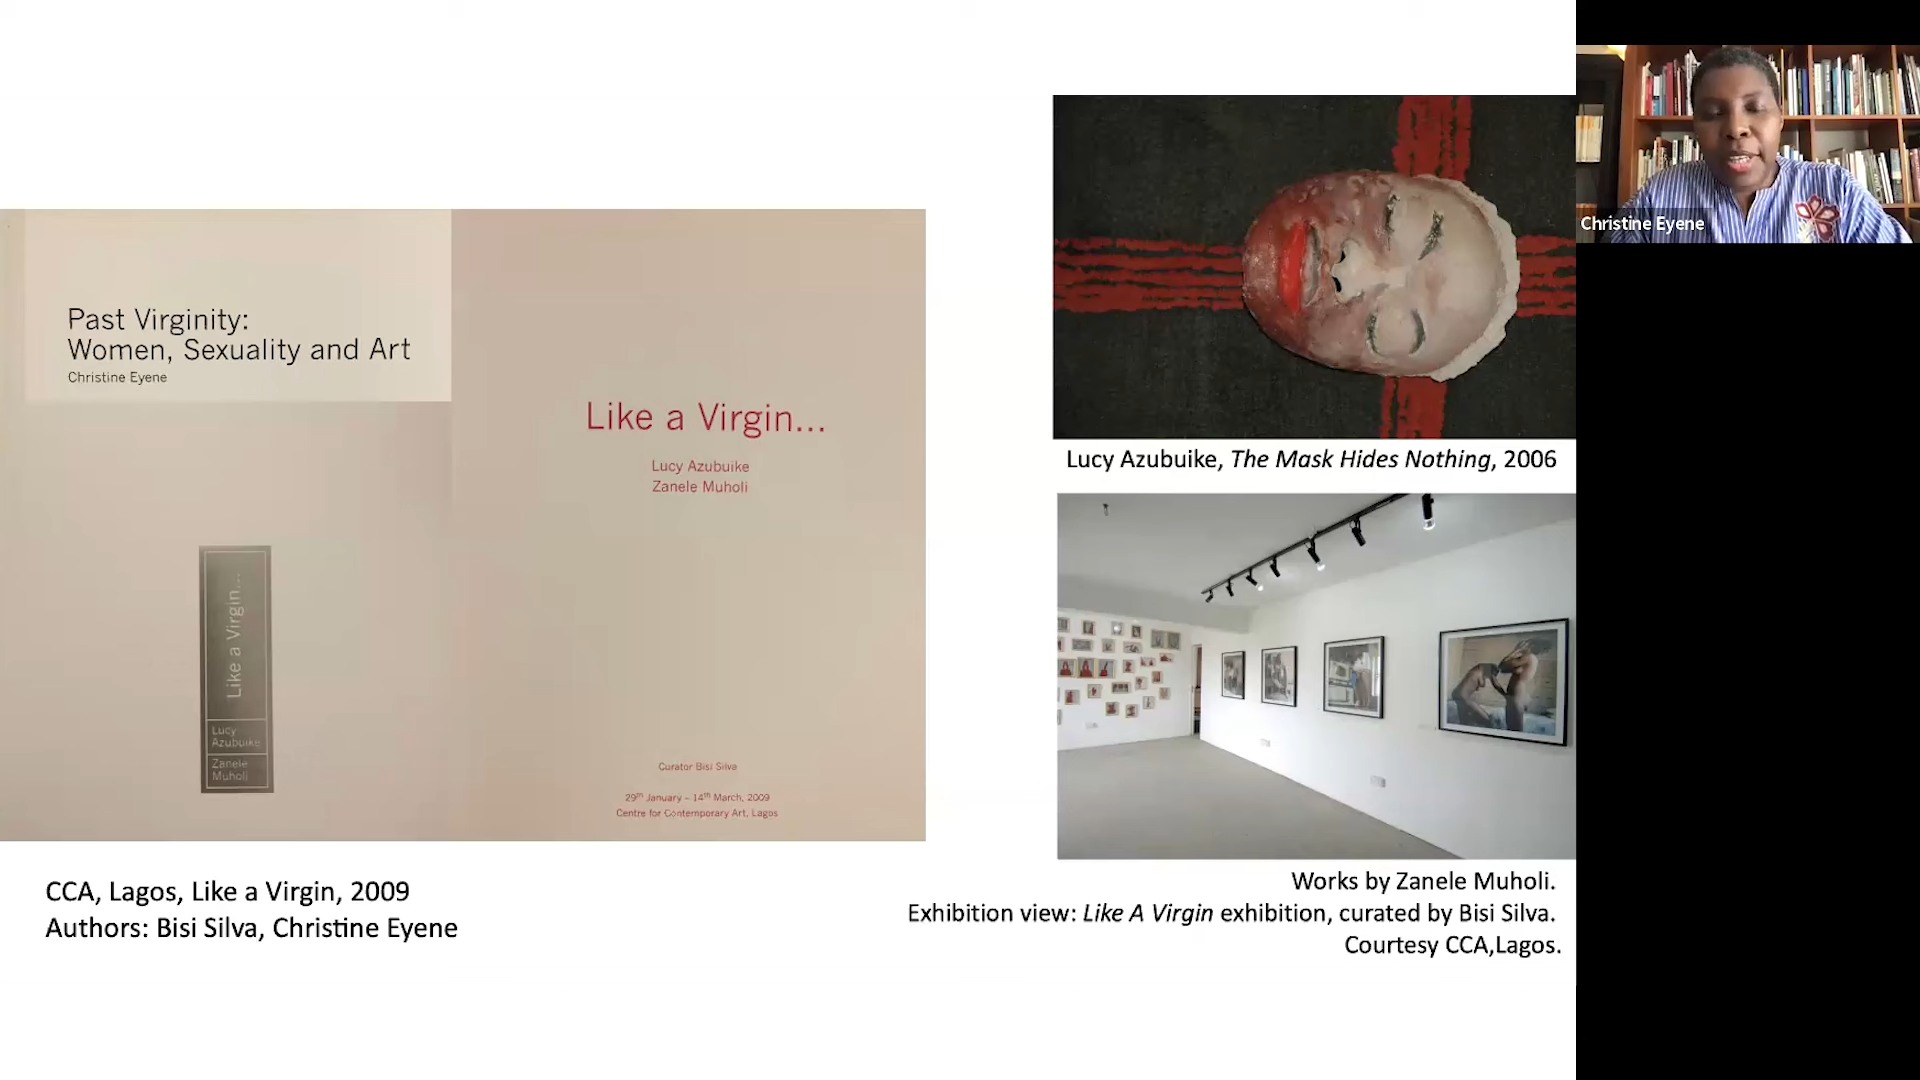 Past Virginity:
Women, Sexuality and Art
Christine Eyene
Like a Virgin...
Lucy
Azubuike
Zanele
Muholi
Like a Virgin...
Lucy Azubuike
Zanele Muholi
Curator Bisi Silva
29th January – 14th March, 2009
Centre for Contemporary Art, Lagos
CCA, Lagos, Like a Virgin, 2009
Authors: Bisi Silva, Christine Eyene
Lucy Azubuike, The Mask Hides Nothing, 2006
Works by Zanele Muholi.
Exhibition view: Like A Virgin exhibition, curated by Bisi Silva.
Courtesy CCA,Lagos.
Christine Eyene